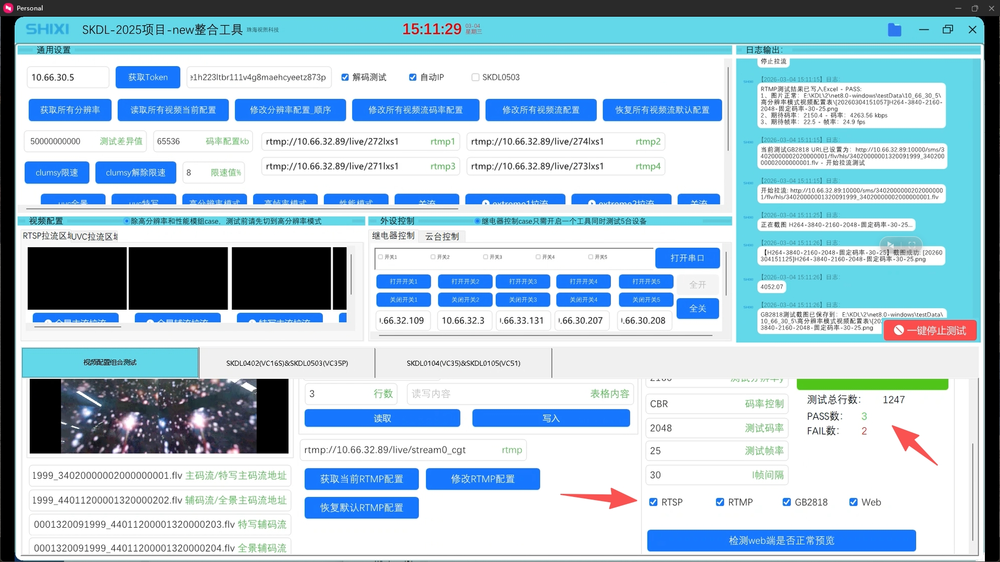 Personal
SHIXI SKDL-2025项目-new整合工具 珠海视熙科技
15:11:29
03-04
星期三
通用设置
10.66.30.5 获取Token e1h223ltbr111v4g8maehcyeetz873p 解码测试 自动IP SKDL0503
获取所有分辨率 读取所有视频当前配置 修改分辨率配置_顺序 修改所有视频流码率配置 修改所有视频流配置 恢复所有视频流默认配置
50000000000 测试差异值 65536 码率配置kb rtmp://10.66.32.89/live/272lxs1 rtmp1 rtmp://10.66.32.89/live/274lxs1 rtmp2
clumsy限速 clumsy解除限速 8 限速值% rtmp://10.66.32.89/live/271lxs1 rtmp3 rtmp://10.66.32.89/live/273lxs1 rtmp4
uvc全景 uvc特写 高分辨率模式 高帧率模式 性能模式 关流 extreme1拉流 extreme2拉流 关流
视频配置 除高分辨率和性能模组case，测试前请先切到高分辨率模式
RTSP拉流区域 UVC拉流区域
全景主流拉流 全景辅流拉流 特写主流拉流
外设控制 继电器控制case只需开启一个工具同时测试5台设备
继电器控制 云台控制
开关1 开关2 开关3 开关4 开关5 打开串口
打开开关1 打开开关2 打开开关3 打开开关4 打开开关5 全开
关闭开关1 关闭开关2 关闭开关3 关闭开关4 关闭开关5 全关
.66.32.109 10.66.32.3 .66.33.131 .66.30.207 .66.30.208
日志输出：
停止拉流
SHIXI 【2026-03-04 15:11:15】日志：
RTMP测试结果已写入Excel - PASS:
1、图片正常：E:\KDL\2\net8.0-windows\testData\10_66_30_5\
高分辨率模式视频配置表\[20260304151057]H264-3840-2160-
2048-固定码率-30-25.png
2、期待码率：2150.4 - 码率：4263.56 kbps
3、期待帧率：22.5 - 帧率：24.9 fps
SHIXI 【2026-03-04 15:11:15】日志：
当前测试GB2818 URL已设置为：http://10.66.32.89:10000/sms/3
4020000002020000001/flv/hls/34020000001320091999_340200
00002000000001.flv - 开始拉流测试
SHIXI 【2026-03-04 15:11:15】日志：
开始拉流: http://10.66.32.89:10000/sms/340200000020200000
1/flv/hls/34020000001320091999_34020000002000000001.flv
SHIXI 【2026-03-04 15:11:25】日志：
正在截图 H264-3840-2160-2048-固定码率-30-25...
SHIXI 【2026-03-04 15:11:26】日志：
【H264-3840-2160-2048-固定码率-30-25】截图成功: [20260
304151125]H264-3840-2160-2048-固定码率-30-25.png
SHIXI 【2026-03-04 15:11:26】日志：
4052.07
SHIXI 【2026-03-04 15:11:26】日志：
GB2818测试截图已保存到：E:\KDL\2\net8.0-windows\testData\
10_66_30_5\高分辨率模式视频配置表\[20
3840-2160-2048-固定码率-30-25.png
一键停止测试
视频配置组合测试 SKDL0402(VC16S)&SKDL0503(VC35P) SKDL0104(VC35)&SKDL0105(VC51)
1999_34020000002000000001.flv 主码流/特写主码流地址
1999_44011200001320000202.flv 辅码流/全景主码流地址
0001320091999_44011200001320000203.flv 特写辅码流
0001320091999_44011200001320000204.flv 全景辅码流
3 行数 读写内容 表格内容
读取 写入
rtmp://10.66.32.89/live/stream0_cgt rtmp
获取当前RTMP配置 修改RTMP配置
恢复默认RTMP配置
2160 测试分辨率y
CBR 码率控制
2048 测试码率
25 测试帧率
30 I帧间隔
测试总行数： 1247
PASS数： 3
FAIL数： 2
RTSP RTMP GB2818 Web
检测web端是否正常预览